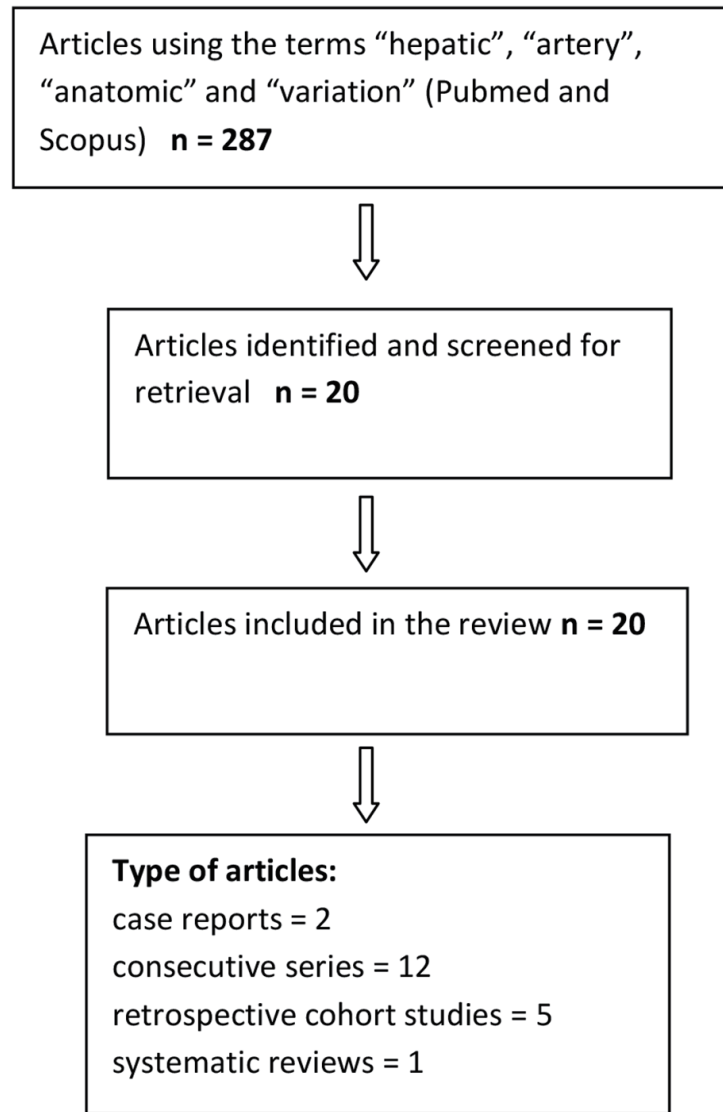 Articles using the terms “hepatic”, “artery”,
“anatomic” and “variation” (Pubmed and
Scopus) n = 287
Articles identified and screened for
retrieval n = 20
Articles included in the review n = 20
Type of articles:
case reports = 2
consecutive series = 12
retrospective cohort studies = 5
systematic reviews = 1